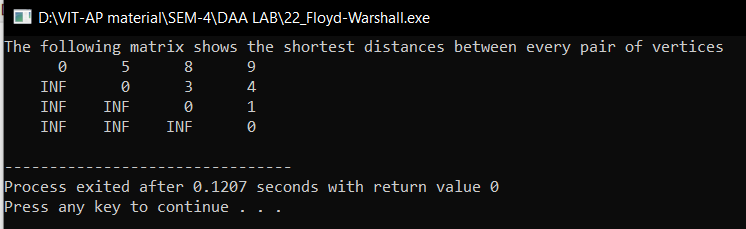 D:\VIT-AP material\SEM-4\DAA LAB\22_Floyd-Warshall.exe
The following matrix shows the shortest distances between every pair of vertices
0 5 8 9
INF 0 3 4
INF INF 0 1
INF INF INF 0
--------------------------------
Process exited after 0.1207 seconds with return value 0
Press any key to continue . . .